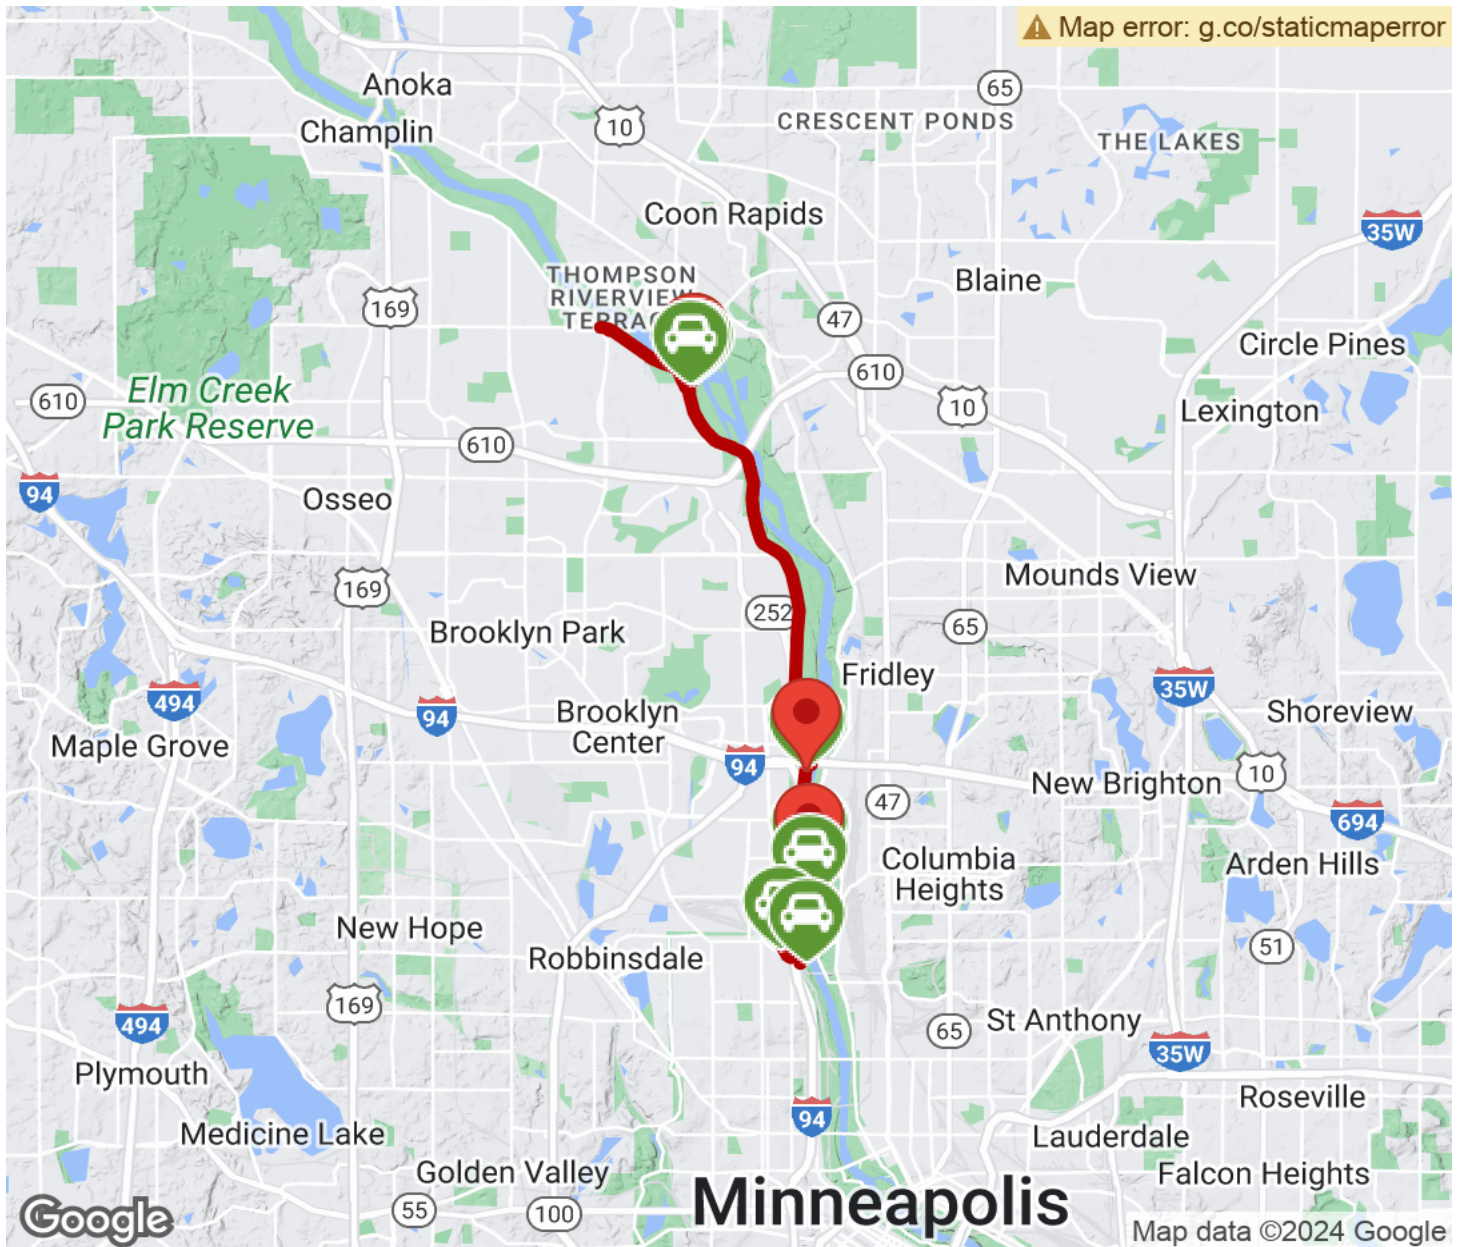 Map error: g.co/staticmaperror
Anoka
65
Champlin
10
CRESCENT PONDS
THE LAKES
Coon Rapids
35W
Blaine
THOMPSON
RIVERVIEW
169
47
Circle Pines
610
Elm Creek
Park Reserve
610
10
Lexington
610
94
Osseo
Mounds View
169
252
65
Brooklyn Park
Fridley
35W
494
94
Brooklyn
Center
Shoreview
Maple Grove
94
10
New Brighton
47
694
Columbia
Heights
Arden Hills
New Hope
51
Robbinsdale
169
494
65
St Anthony
35W
Plymouth
Roseville
94
Medicine Lake
Lauderdale
Golden Valley
Falcon Heights
Minneapolis
55
100
Google
Map data ©2024 Google